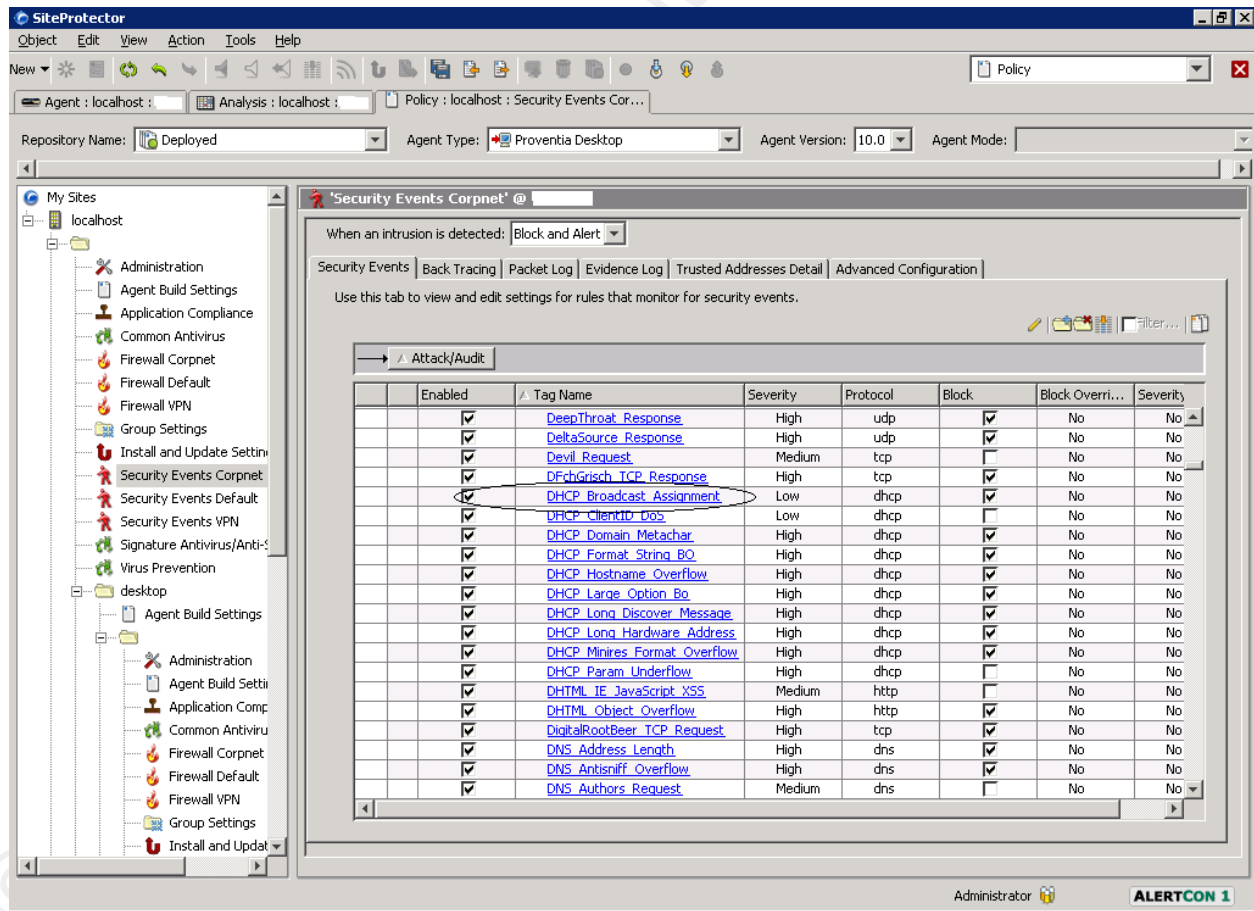 SiteProtector
Object Edit View Action Tools Help
New Policy
Agent : localhost : Analysis : localhost : Policy : localhost : Security Events Cor...
Repository Name: Deployed Agent Type: Proventia Desktop Agent Version: 10.0 Agent Mode:
My Sites
localhost
Administration
Agent Build Settings
Application Compliance
Common Antivirus
Firewall Corpnet
Firewall Default
Firewall VPN
Group Settings
Install and Update Settin
Security Events Corpnet
Security Events Default
Security Events VPN
Signature Antivirus/Anti-S
Virus Prevention
desktop
Agent Build Settings
Administration
Agent Build Settin
Application Comp
Common Antiviru
Firewall Corpnet
Firewall Default
Firewall VPN
Group Settings
Install and Updat
'Security Events Corpnet' @
When an intrusion is detected: Block and Alert
Security Events Back Tracing Packet Log Evidence Log Trusted Addresses Detail Advanced Configuration
Use this tab to view and edit settings for rules that monitor for security events.
Filter...
Attack/Audit
Enabled Tag Name Severity Protocol Block Block Overri... Severity
DeepThroat_Response High udp No No
DeltaSource_Response High udp No No
Devil_Request Medium tcp No No
DFchGrisch_TCP_Response High tcp No No
DHCP_Broadcast_Assignment Low dhcp No No
DHCP_ClientID_DoS Low dhcp No No
DHCP_Domain_Metachar High dhcp No No
DHCP_Format_String_BO High dhcp No No
DHCP_Hostname_Overflow High dhcp No No
DHCP_Large_Option_Bo High dhcp No No
DHCP_Long_Discover_Message High dhcp No No
DHCP_Long_Hardware_Address High dhcp No No
DHCP_Minires_Format_Overflow High dhcp No No
DHCP_Param_Underflow High dhcp No No
DHTML_IE_JavaScript_XSS Medium http No No
DHTML_Object_Overflow High http No No
DigitalRootBeer_TCP_Request High tcp No No
DNS_Address_Length High dns No No
DNS_Antisniff_Overflow High dns No No
DNS_Authors_Request Medium dns No No
Administrator ALERTCON 1